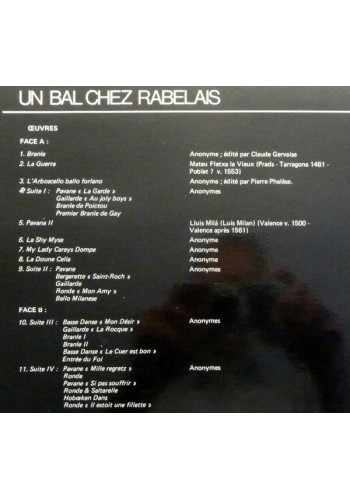 UN BAL CHEZ RABELAIS
ŒUVRES
FACE A :
1. Branle Anonyme ; édité par Claude Gervaise
2. La Guerra Mateu Fletxa le Vieux (Prads - Tarragona 1481 -
Poblet ? v. 1553)
3. L'Arboscello ballo furlano Anonyme ; édité par Pierre Phalèse.
4. Suite I : Pavane « La Garde » Anonymes
Gaillarde « Au joly boys »
Branle de Poictou
Premier Branle de Gay
5. Pavana II Lluis Milà (Luis Milan) (Valence v. 1500 -
Valence après 1561)
6. La Shy Myse Anonyme
7. My Lady Careys Dompe Anonyme
8. La Doune Cella Anonyme
9. Suite II : Pavane Anonymes
Bergerette « Saint-Roch »
Gaillarde
Ronde « Mon Amy »
Ballo Milanese
FACE B :
10. Suite III : Basse Danse « Mon Désir » Anonymes
Gaillarde « La Rocque »
Branle I
Branle II
Basse Danse « Le Cuer est bon »
Entrée du Fol
11. Suite IV : Pavane « Mille regretz » Anonymes
Ronde
Pavane « Si pas souffrir »
Ronde & Saltarelle
Hobœken Dans
Ronde « Il estoit une fillette »